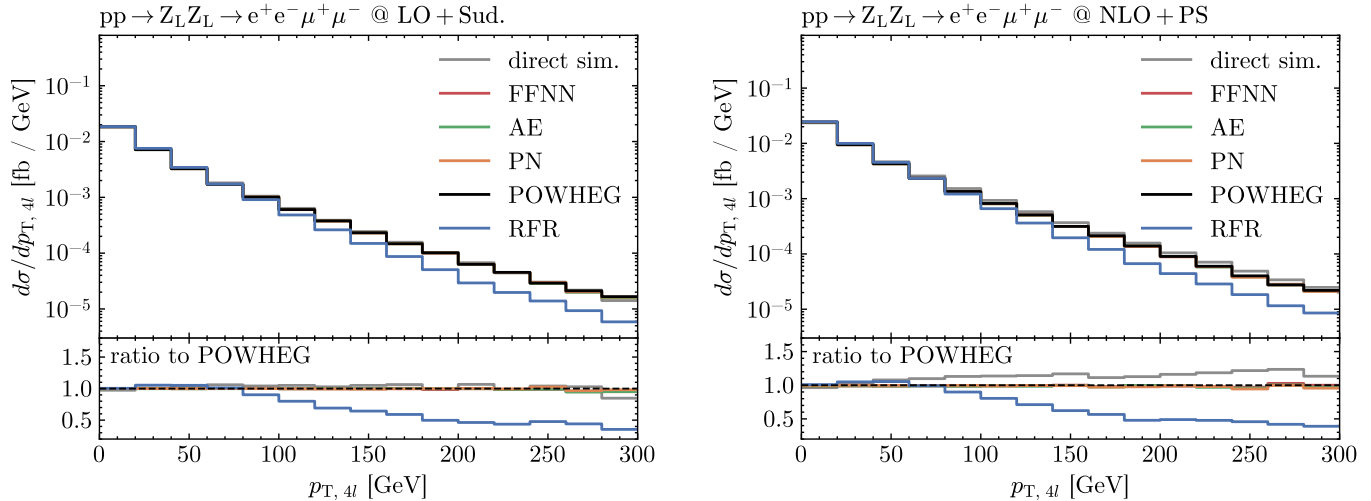 pp → Z_L Z_L → e⁺e⁻μ⁺μ⁻ @ LO + Sud.
dσ/dp_T, 4l [fb / GeV]
10⁻¹
10⁻²
10⁻³
10⁻⁴
10⁻⁵
direct sim.
FFNN
AE
PN
POWHEG
RFR
ratio to POWHEG
1.5
1.0
0.5
0 50 100 150 200 250 300
p_T, 4l [GeV]
pp → Z_L Z_L → e⁺e⁻μ⁺μ⁻ @ NLO + PS
dσ/dp_T, 4l [fb / GeV]
10⁻¹
10⁻²
10⁻³
10⁻⁴
10⁻⁵
direct sim.
FFNN
AE
PN
POWHEG
RFR
ratio to POWHEG
1.5
1.0
0.5
0 50 100 150 200 250 300
p_T, 4l [GeV]